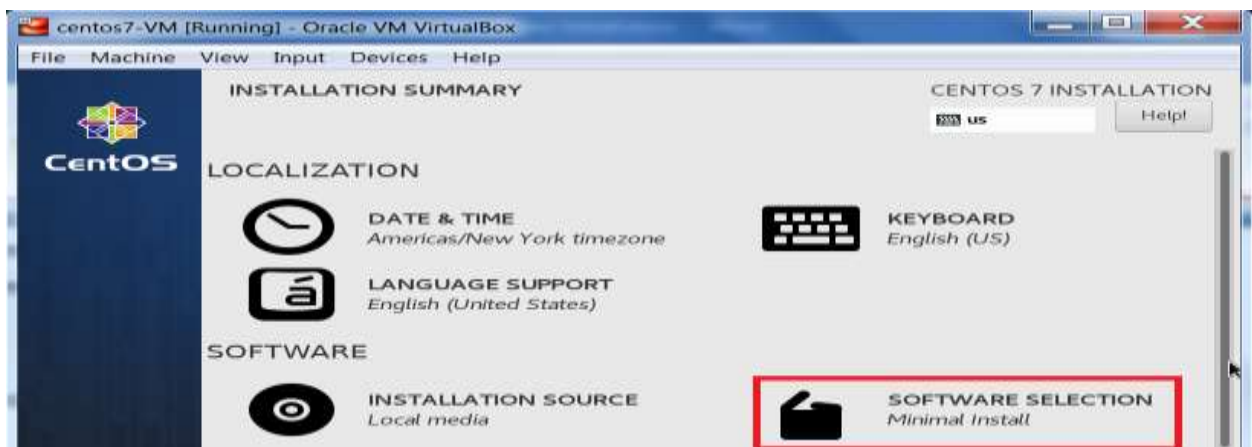 centos7-VM [Running] - Oracle VM VirtualBox
File Machine View Input Devices Help
INSTALLATION SUMMARY
CENTOS 7 INSTALLATION
us
Help!
CentOS
LOCALIZATION
DATE & TIME
Americas/New York timezone
KEYBOARD
English (US)
á
LANGUAGE SUPPORT
English (United States)
SOFTWARE
INSTALLATION SOURCE
Local media
SOFTWARE SELECTION
Minimal Install